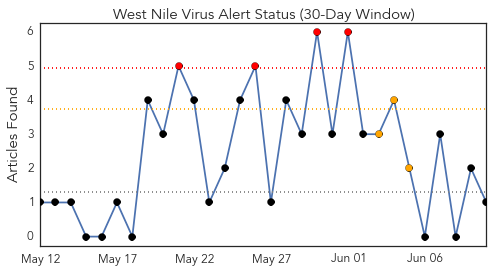 West Nile Virus Alert Status (30-Day Window)
Articles Found
6
5
4
3
2
1
0
May 12 May 17 May 22 May 27 Jun 01 Jun 06